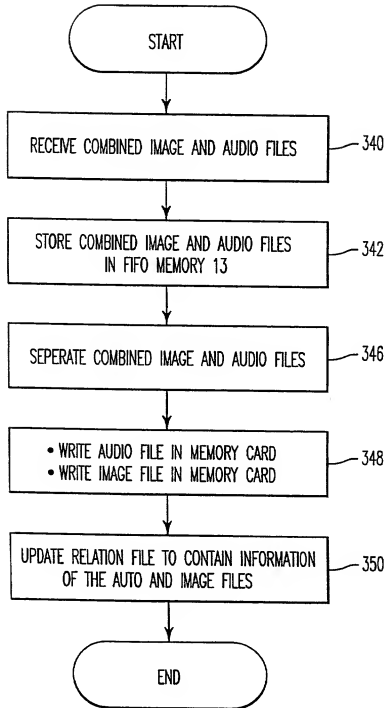 START
RECEIVE COMBINED IMAGE AND AUDIO FILES
340
STORE COMBINED IMAGE AND AUDIO FILES
IN FIFO MEMORY 13
342
SEPERATE COMBINED IMAGE AND AUDIO FILES
346
• WRITE AUDIO FILE IN MEMORY CARD
• WRITE IMAGE FILE IN MEMORY CARD
348
UPDATE RELATION FILE TO CONTAIN INFORMATION
OF THE AUTO AND IMAGE FILES
350
END